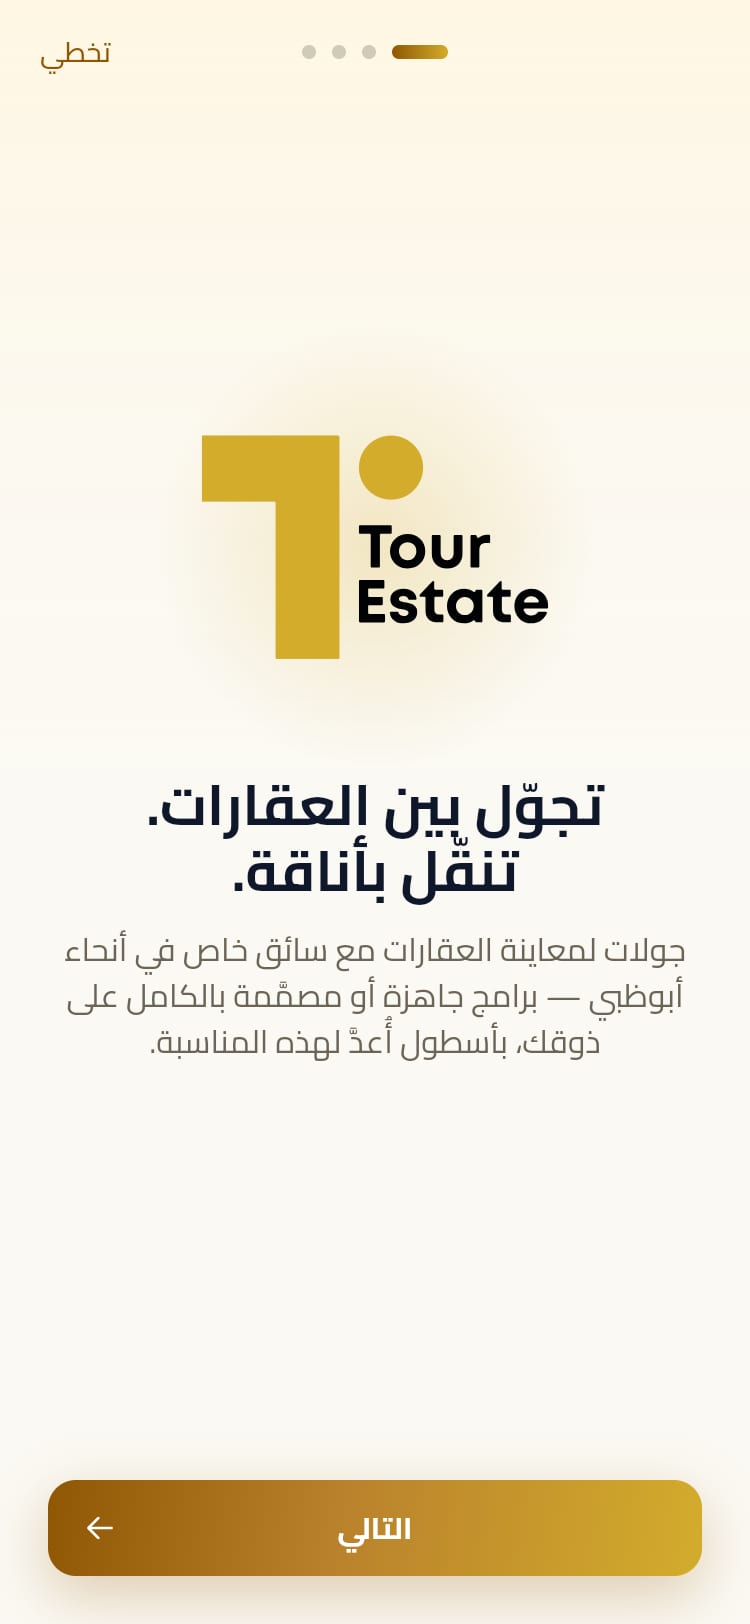 تخطي
Tour
Estate
تجوّل بين العقارات.
تنقّل بأناقة.
جولات لمعاينة العقارات مع سائق خاص في أنحاء
أبوظبي — برامج جاهزة أو مصمَّمة بالكامل على
ذوقك، بأسطول أُعدَّ لهذه المناسبة.
التالي